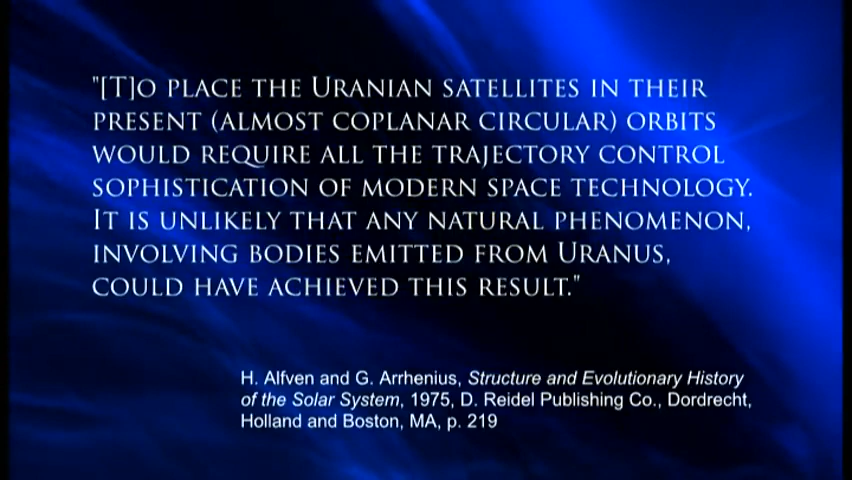 "[T]o place the Uranian satellites in their
present (almost coplanar circular) orbits
would require all the trajectory control
sophistication of modern space technology.
It is unlikely that any natural phenomenon,
involving bodies emitted from Uranus,
could have achieved this result."
H. Alfven and G. Arrhenius, Structure and Evolutionary History
of the Solar System, 1975, D. Reidel Publishing Co., Dordrecht,
Holland and Boston, MA, p. 219